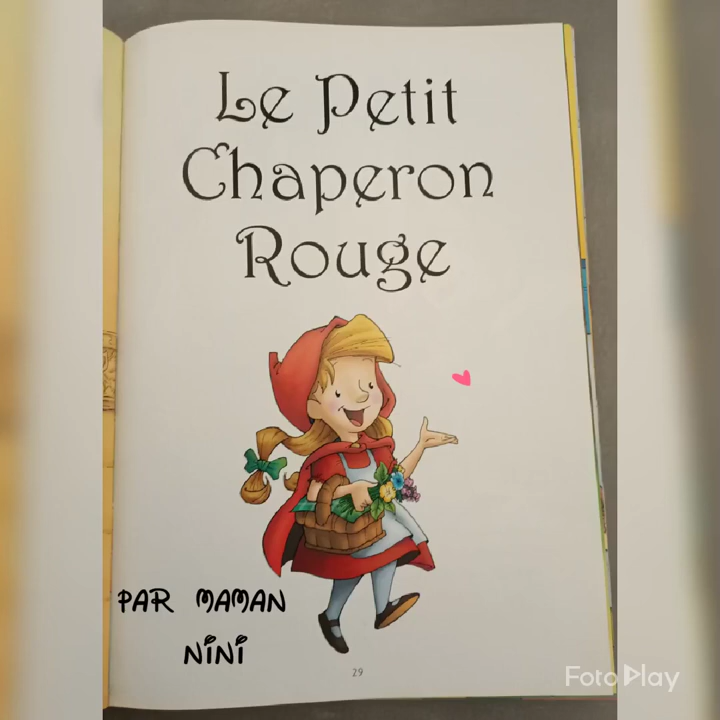 Le Petit
Chaperon
Rouge
PAR MAMAN
NINI
29
FotoPlay